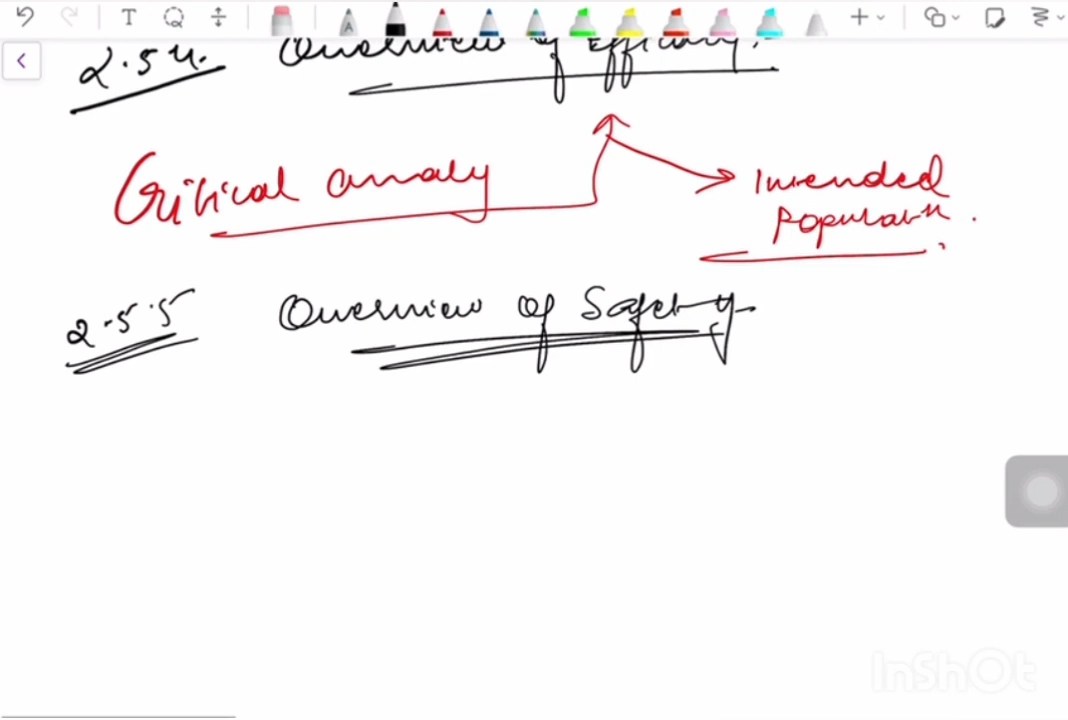 2.5.4. Overview of Efficacy.
Critical analy
Intended
Populatn.
2.5.5 Overview of Safety
InShOt